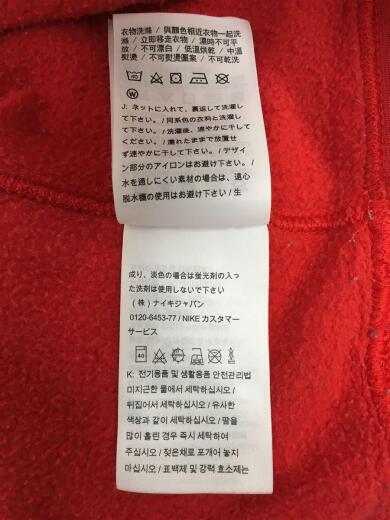 衣物洗滌 / 與顏色相近衣物一起洗
滌 / 立即移走衣物 / 濕時不可平
放 / 不可漂白 / 低溫烘乾 / 中溫
熨燙 / 不可熨燙圖案 / 不可乾洗
40
W
J: ネットに入れて、裏返して洗濯し
て下さい。/ 同系色の衣料と洗濯し
て下さい。/ 洗濯後、速やかに干して
ください。/ 濡れたままで放置せ
ず速やかに干して下さい。/ デザイ
ン部分のアイロンはお避け下さい。/
水を通しにくい素材の場合は、遠心
脱水機の使用はお避け下さい / 生
成り、淡色の場合は蛍光剤の入っ
た洗剤は使用しないで下さい
(株) ナイキジャパン
0120-6453-77 / NIKE カスタマー
サービス
40
K: 전기용품 및 생활용품 안전관리법
미지근한 물에서 세탁하십시오 /
뒤집어서 세탁하십시오 / 유사한
색상과 같이 세탁하십시오 / 땀을
많이 흘린 경우 즉시 세탁하여
주십시오 / 젖은채로 포개어 놓지
마십시오 / 표백제 및 강력 효소제는